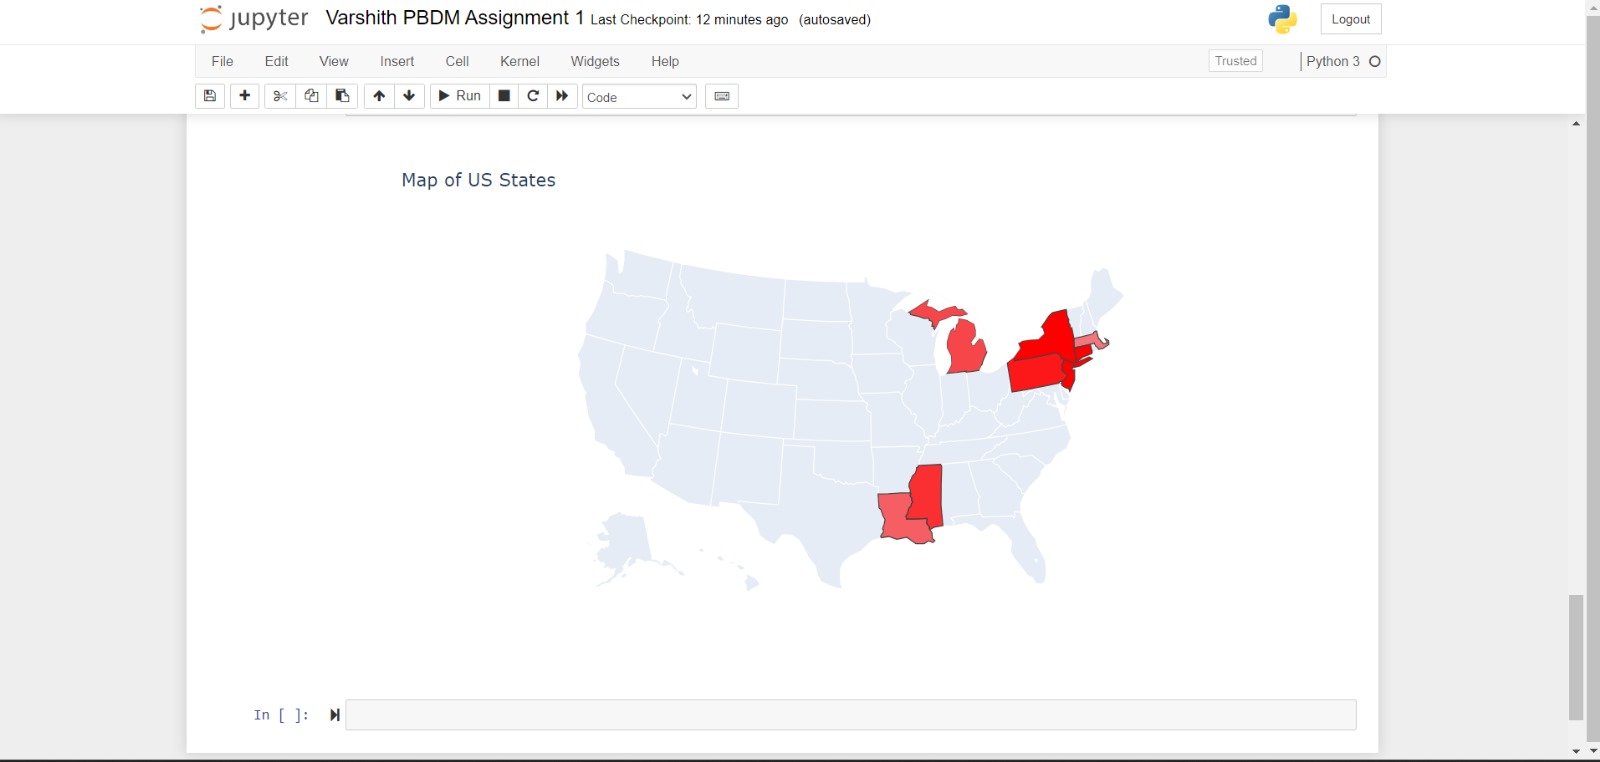 jupyter Varshith PBDM Assignment 1 Last Checkpoint: 12 minutes ago (autosaved) Logout
File Edit View Insert Cell Kernel Widgets Help Trusted Python 3
Run Code
Map of US States
In [ ]: